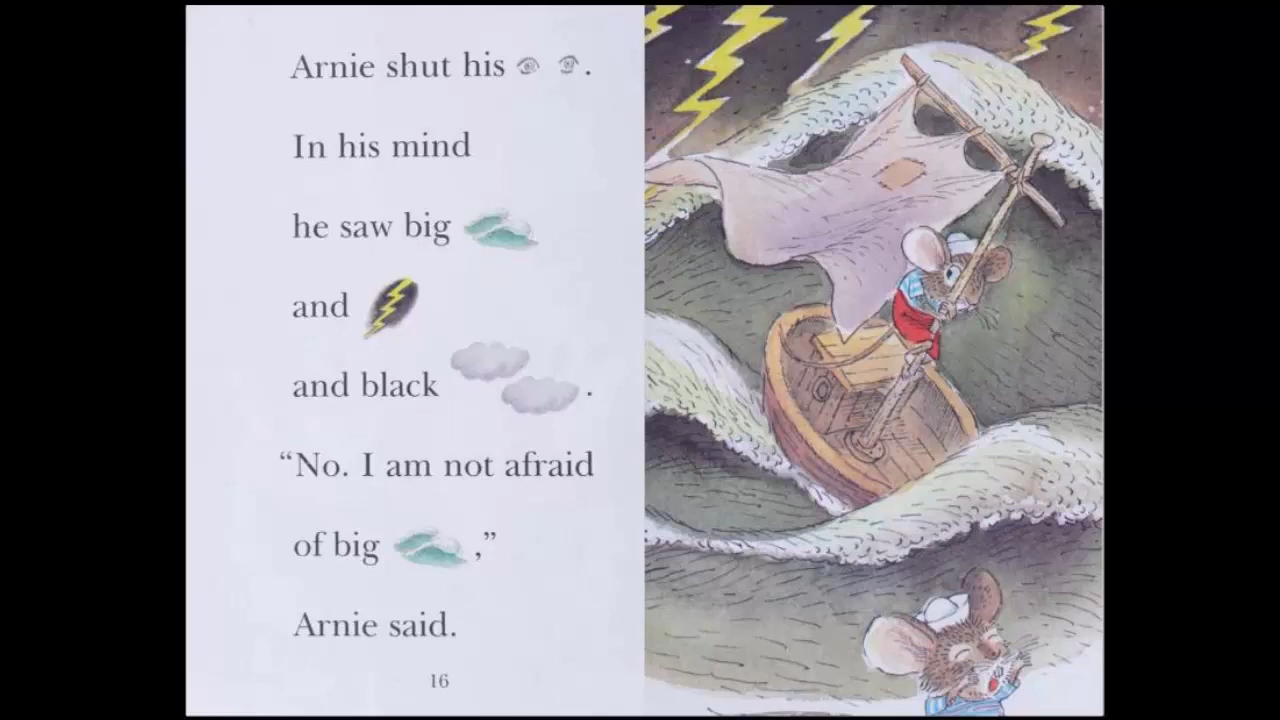 Arnie shut his .
In his mind
he saw big
and
and black .
“No. I am not afraid
of big ,”
Arnie said.
16